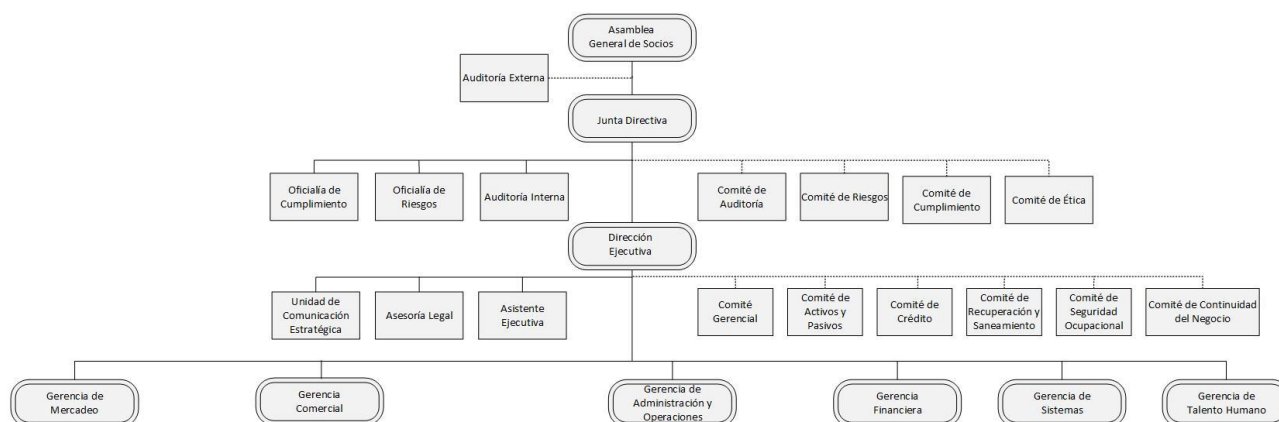 Asamblea
General de Socios
Auditoría Externa
Junta Directiva
Oficialía de
Cumplimiento
Oficialía de
Riesgos
Auditoría Interna
Comité de
Auditoría
Comité de Riesgos
Comité de
Cumplimiento
Comité de Ética
Dirección
Ejecutiva
Unidad de
Comunicación
Estratégica
Asesoría Legal
Asistente
Ejecutiva
Comité
Gerencial
Comité de
Activos y
Pasivos
Comité de
Crédito
Comité de
Recuperación y
Saneamiento
Comité de
Seguridad
Ocupacional
Comité de Continuidad
del Negocio
Gerencia de
Mercadeo
Gerencia
Comercial
Gerencia de
Administración y
Operaciones
Gerencia
Financiera
Gerencia de
Sistemas
Gerencia de
Talento Humano